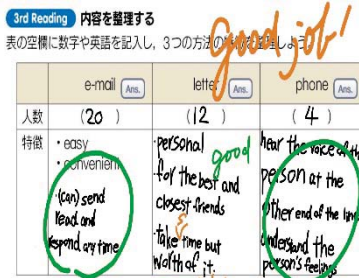 3rd Reading 内容を整理する
good job!
表の空欄に数字や英語を記入し，3つの方法の
e-mail Ans. letter Ans. phone Ans.
人数 (20) (12) (4)
特徴
・easy
・convenient
・(can) send
read and
respond any time
・personal
good
・for the best and
closest friends
・Take time but
worth of it.
hear the voice of the
person at the
other end of the line
understand the
person's feelings